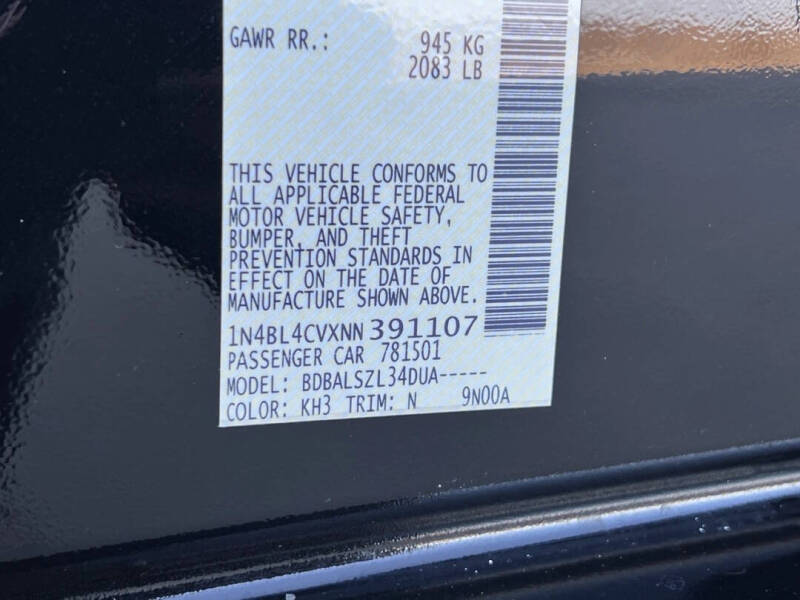 GAWR RR.: 945 KG
2083 LB
THIS VEHICLE CONFORMS TO
ALL APPLICABLE FEDERAL
MOTOR VEHICLE SAFETY,
BUMPER, AND THEFT
PREVENTION STANDARDS IN
EFFECT ON THE DATE OF
MANUFACTURE SHOWN ABOVE.
1N4BL4CVXNN391107
PASSENGER CAR 781501
MODEL: BDBALSZL34DUA-----
COLOR: KH3 TRIM: N 9N00A